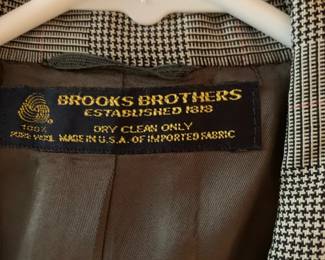 BROOKS BROTHERS
ESTABLISHED 1818
100%
PURE WOOL
DRY CLEAN ONLY
MADE IN U.S.A. OF IMPORTED FABRIC